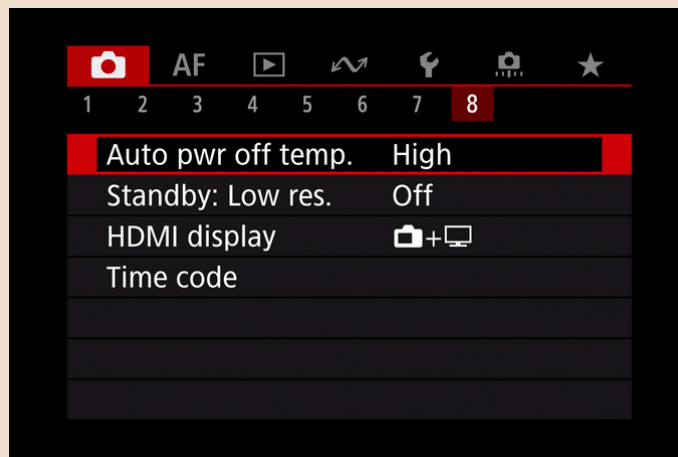 AF
1 2 3 4 5 6 7 8
Auto pwr off temp. High
Standby: Low res. Off
HDMI display +
Time code